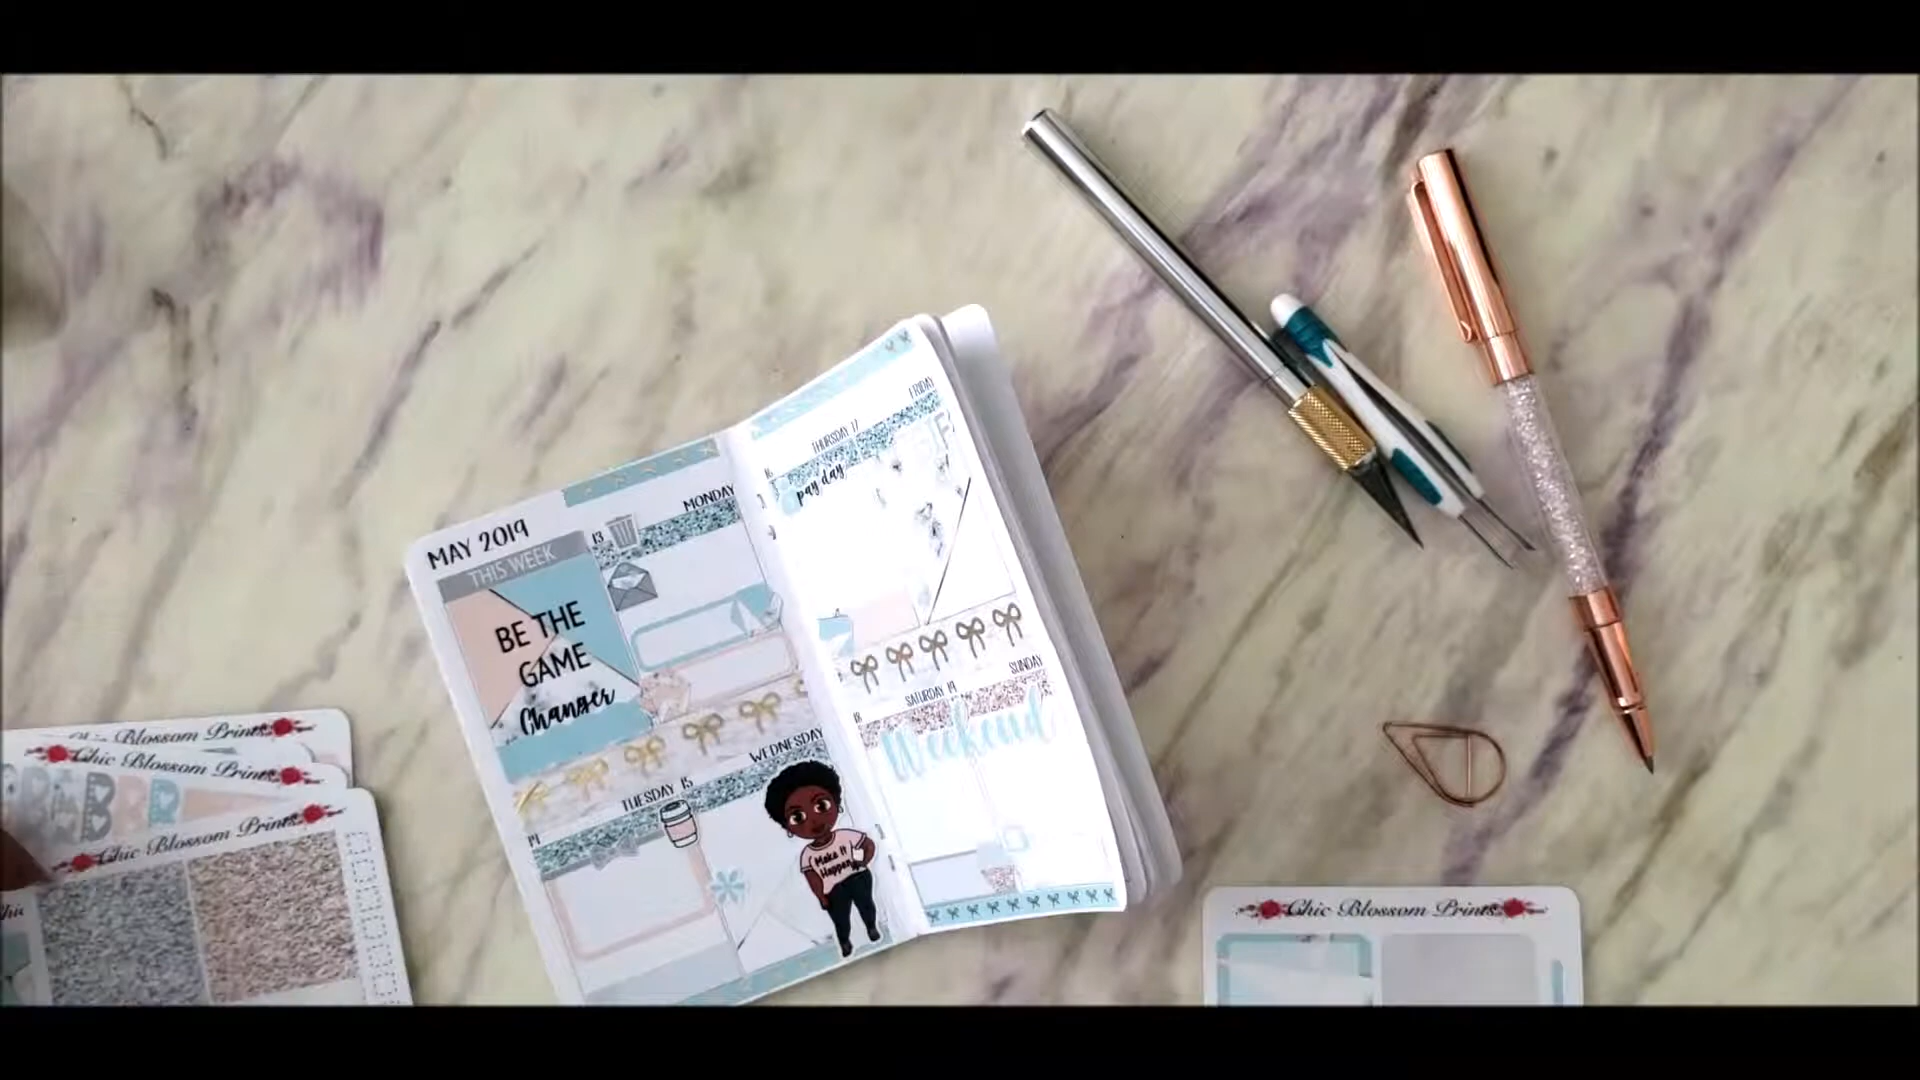 MAY 2019
THIS WEEK
BE THE
GAME
Changer
13
MONDAY
14
TUESDAY 15
WEDNESDAY
Make It
Happen
16
THURSDAY 17
FRIDAY
pay day
18
SATURDAY 19
SUNDAY
Weekend
Chic Blossom Prints
Chic Blossom Prints
Chic Blossom Prints
Chic
Chic Blossom Prints